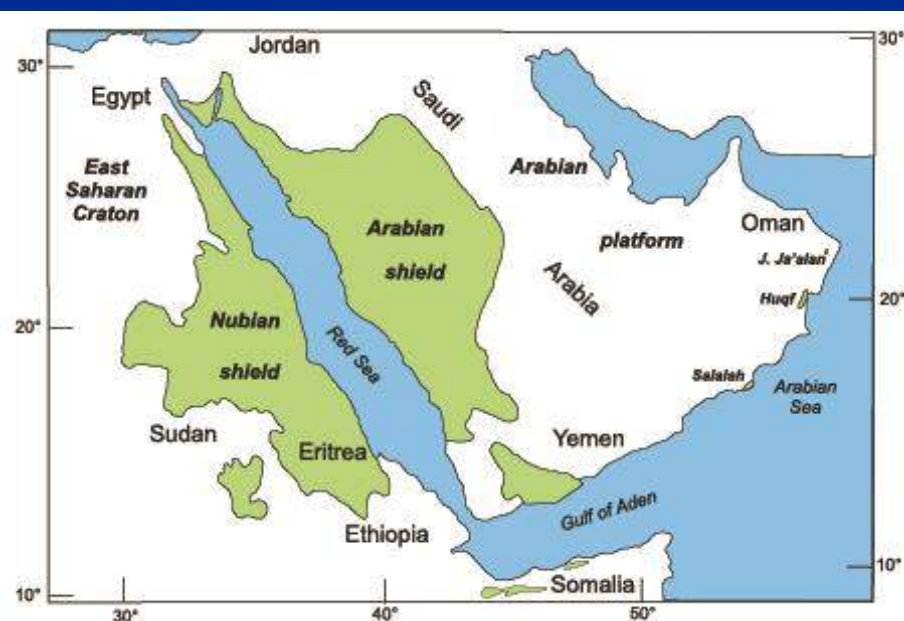 Jordan
30°
30°
Egypt
Saudi
East
Saharan
Craton
Arabian
Arabian
shield
platform
Oman
J. Ja'alan
Arabia
Huqf
20°
20°
Nubian
shield
Red Sea
Salalah
Arabian
Sea
Sudan
Eritrea
Yemen
Gulf of Aden
Ethiopia
Somalia
10°
10°
30°
40°
50°